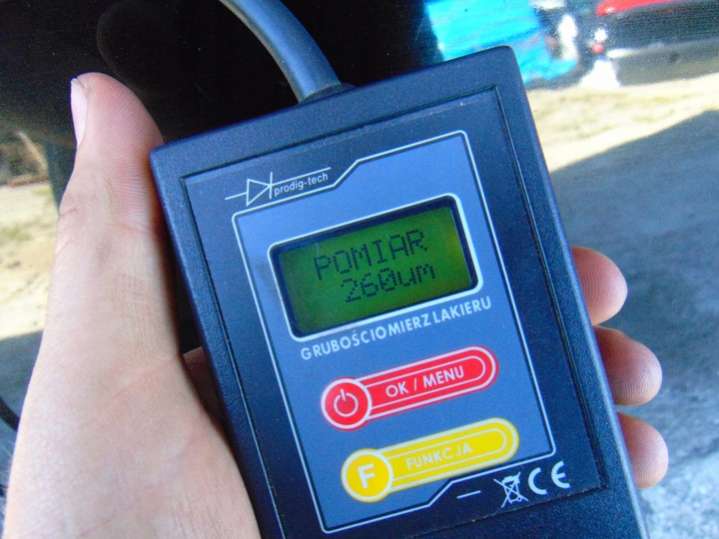 prodig-tech
POMIAR
260um
GRUBOŚCIOMIERZ LAKIERU
OK / MENU
F
FUNKCJA
CE